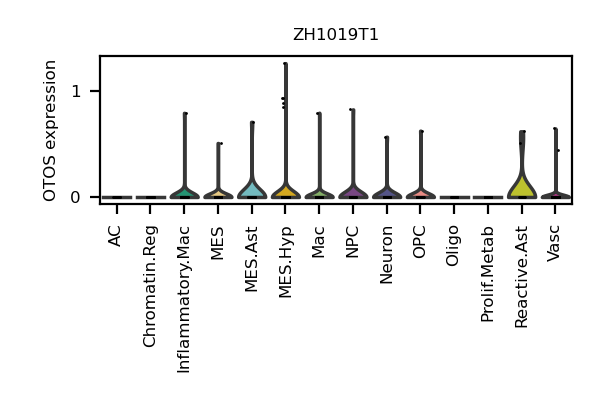 ZH1019T1
OTOS expression
1
0
AC
Chromatin.Reg
Inflammatory.Mac
MES
MES.Ast
MES.Hyp
Mac
NPC
Neuron
OPC
Oligo
Prolif.Metab
Reactive.Ast
Vasc